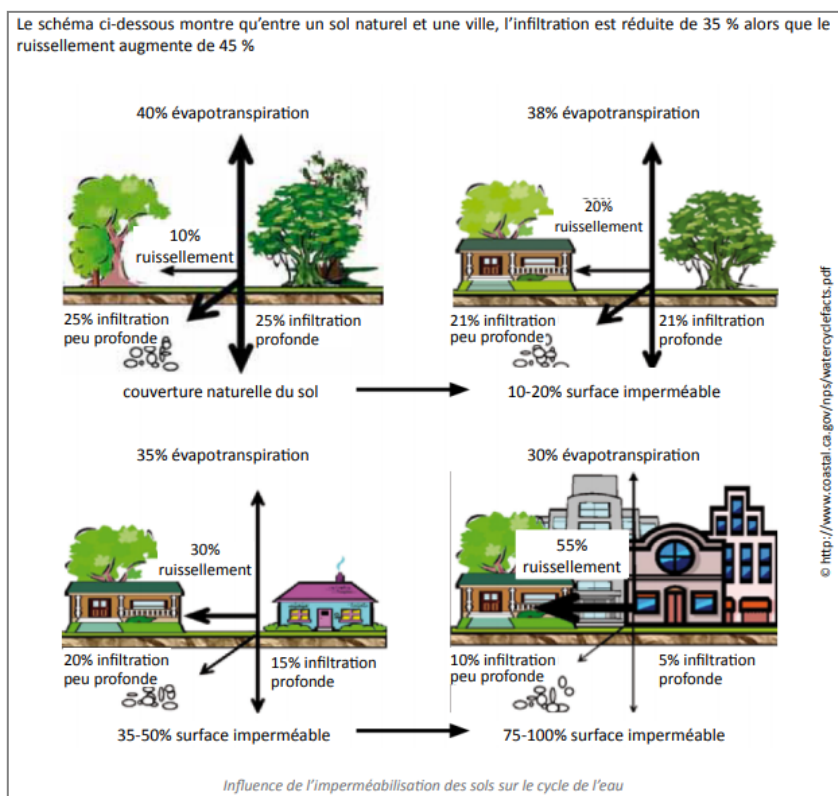 Le schéma ci-dessous montre qu'entre un sol naturel et une ville, l'infiltration est réduite de 35 % alors que le
ruissellement augmente de 45 %
40% évapotranspiration
10%
ruissellement
25% infiltration
peu profonde
25% infiltration
profonde
couverture naturelle du sol
38% évapotranspiration
20%
ruissellement
21% infiltration
peu profonde
21% infiltration
profonde
10-20% surface imperméable
35% évapotranspiration
30%
ruissellement
20% infiltration
peu profonde
15% infiltration
profonde
35-50% surface imperméable
30% évapotranspiration
55%
ruissellement
10% infiltration
peu profonde
5% infiltration
profonde
75-100% surface imperméable
© http://www.coastal.ca.gov/nps/watercyclefacts.pdf
Influence de l'imperméabilisation des sols sur le cycle de l'eau